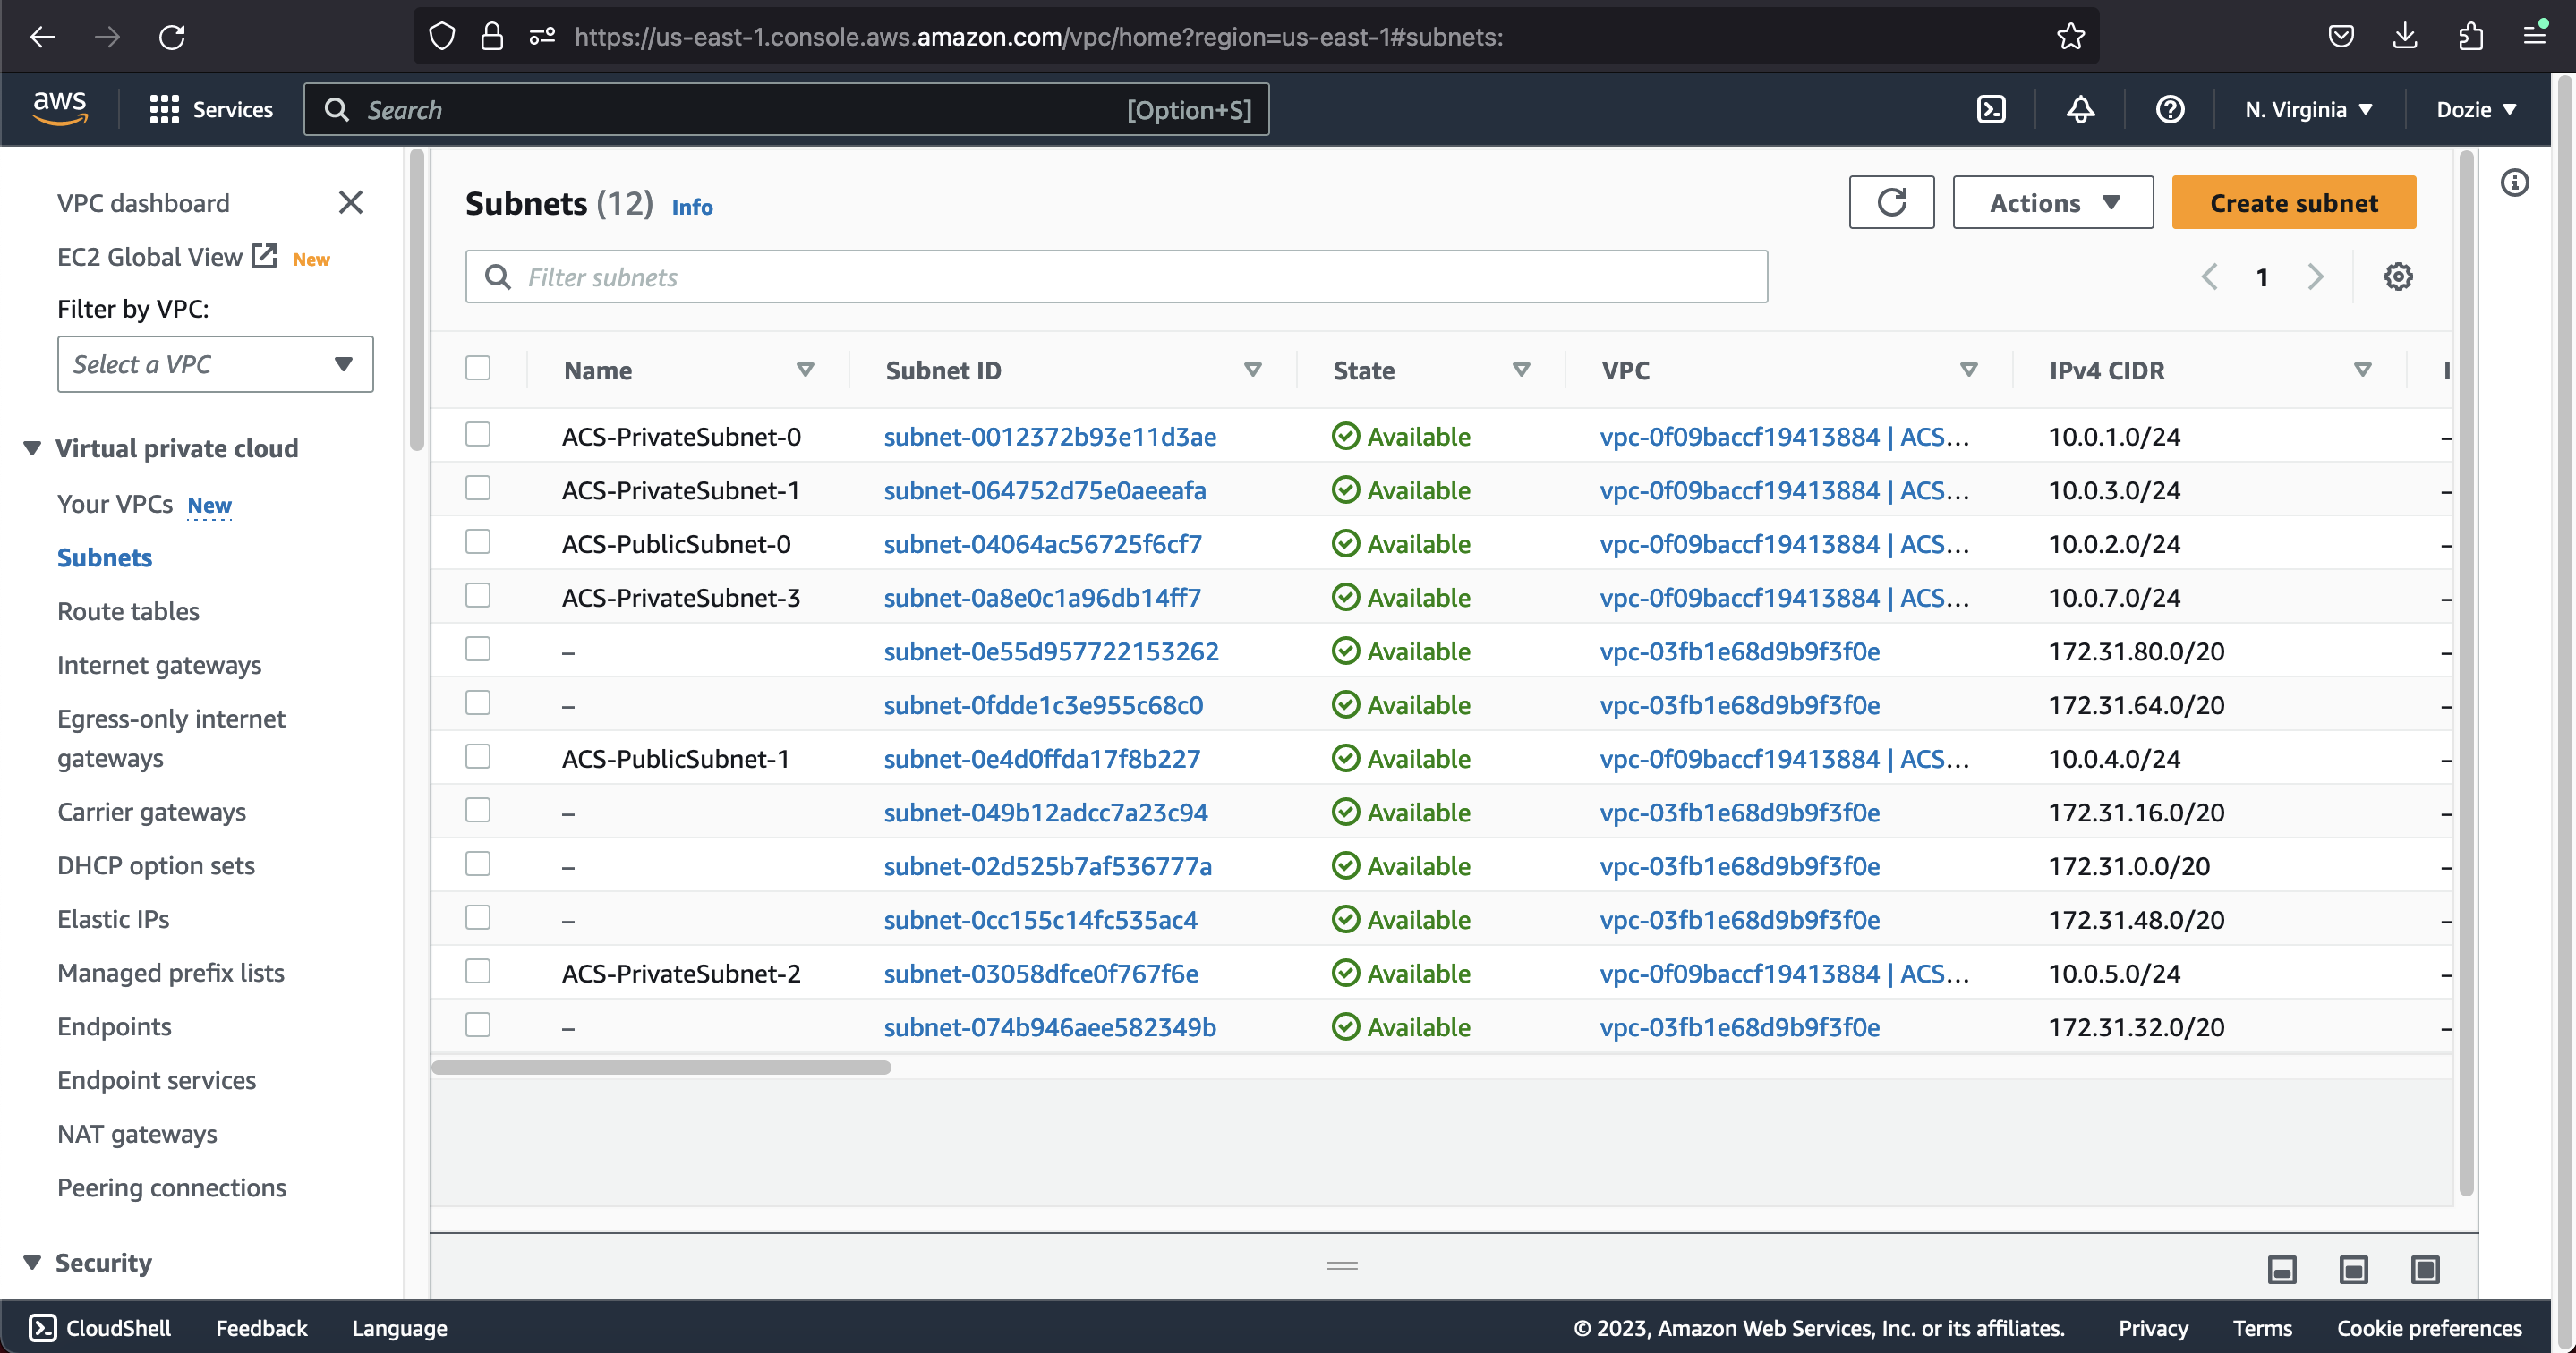 https://us-east-1.console.aws.amazon.com/vpc/home?region=us-east-1#subnets:
aws
Services
Search
[Option+S]
N. Virginia
Dozie
VPC dashboard
EC2 Global View New
Filter by VPC:
Select a VPC
Virtual private cloud
Your VPCs New
Subnets
Route tables
Internet gateways
Egress-only internet
gateways
Carrier gateways
DHCP option sets
Elastic IPs
Managed prefix lists
Endpoints
Endpoint services
NAT gateways
Peering connections
Security
Subnets (12) Info
Actions
Create subnet
Filter subnets
1
Name Subnet ID State VPC IPv4 CIDR
ACS-PrivateSubnet-0 subnet-0012372b93e11d3ae Available vpc-0f09baccf19413884 | ACS... 10.0.1.0/24 –
ACS-PrivateSubnet-1 subnet-064752d75e0aeeafa Available vpc-0f09baccf19413884 | ACS... 10.0.3.0/24 –
ACS-PublicSubnet-0 subnet-04064ac56725f6cf7 Available vpc-0f09baccf19413884 | ACS... 10.0.2.0/24 –
ACS-PrivateSubnet-3 subnet-0a8e0c1a96db14ff7 Available vpc-0f09baccf19413884 | ACS... 10.0.7.0/24 –
– subnet-0e55d957722153262 Available vpc-03fb1e68d9b9f3f0e 172.31.80.0/20 –
– subnet-0fdde1c3e955c68c0 Available vpc-03fb1e68d9b9f3f0e 172.31.64.0/20 –
ACS-PublicSubnet-1 subnet-0e4d0ffda17f8b227 Available vpc-0f09baccf19413884 | ACS... 10.0.4.0/24 –
– subnet-049b12adcc7a23c94 Available vpc-03fb1e68d9b9f3f0e 172.31.16.0/20 –
– subnet-02d525b7af536777a Available vpc-03fb1e68d9b9f3f0e 172.31.0.0/20 –
– subnet-0cc155c14fc535ac4 Available vpc-03fb1e68d9b9f3f0e 172.31.48.0/20 –
ACS-PrivateSubnet-2 subnet-03058dfce0f767f6e Available vpc-0f09baccf19413884 | ACS... 10.0.5.0/24 –
– subnet-074b946aee582349b Available vpc-03fb1e68d9b9f3f0e 172.31.32.0/20 –
CloudShell
Feedback
Language
© 2023, Amazon Web Services, Inc. or its affiliates.
Privacy
Terms
Cookie preferences